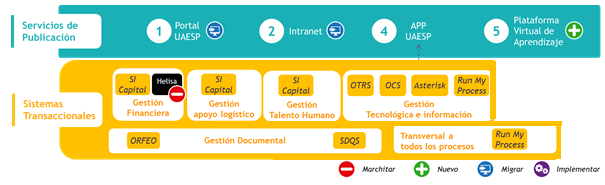 Servicios de
Publicación
1
Portal
UAESP
2
Intranet
4
APP
UAESP
5
Plataforma
Virtual de
Aprendizaje
Sistemas
Transaccionales
SI
Capital
Helisa
Gestión
Financiera
SI
Capital
Gestión
apoyo logístico
SI
Capital
Gestión
Talento Humano
OTRS
OCS
Asterisk
Run My
Process
Gestión
Tecnológica e información
ORFEO
Gestión Documental
SDQS
Transversal a
todos los procesos
Run My
Process
Marchitar
Nuevo
Migrar
Implementar